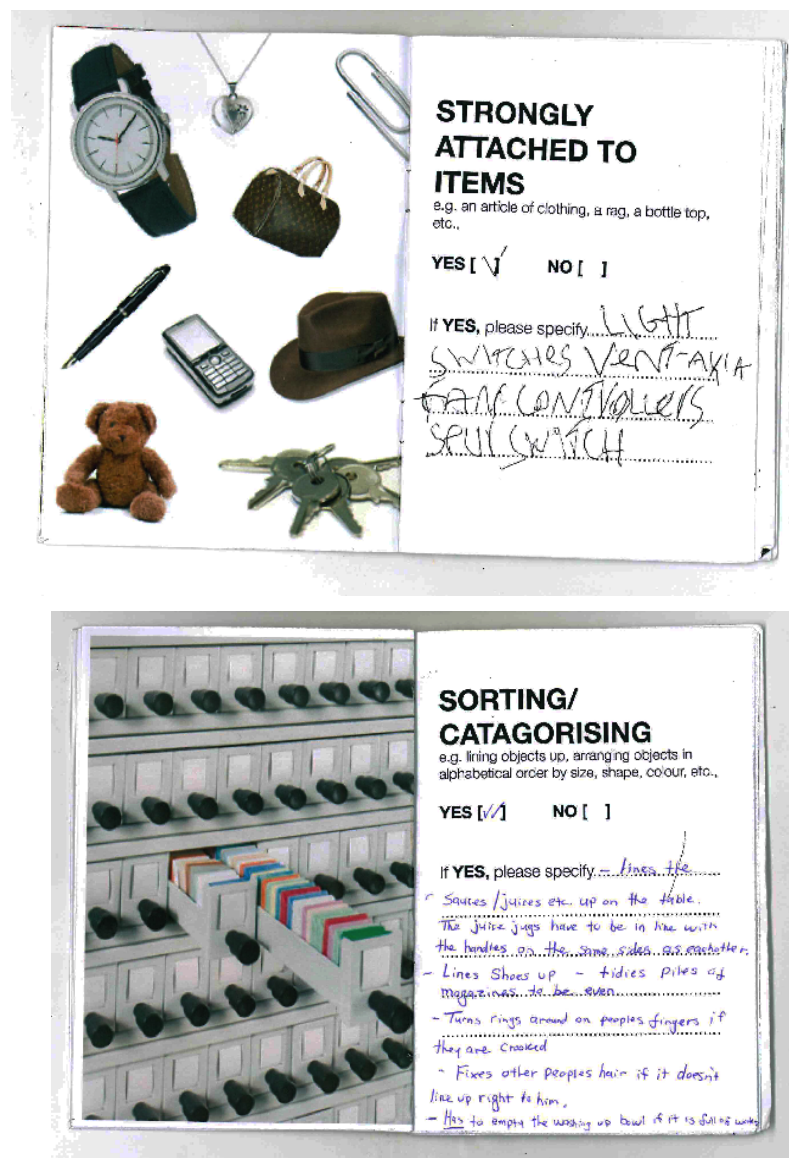 STRONGLY
ATTACHED TO
ITEMS
e.g. an article of clothing, a rag, a bottle top,
etc.,
YES [√] NO [ ]
If YES, please specify LIGHT
SWITCHES VENT-AXIA
FAN CONTROLLERS
SPUR SWITCH
SORTING/
CATAGORISING
e.g. lining objects up, arranging objects in
alphabetical order by size, shape, colour, etc.,
YES [√√] NO [ ]
If YES, please specify - lines the
Sauces / juices etc. up on the table.
The juice jugs have to be in line with
the handles on the same sides as eachother.
- Lines Shoes up - tidies piles of
magazines to be even
- Turns rings around on peoples fingers if
they are crooked
- Fixes other peoples hair if it doesn't
line up right to him.
- Has to empty the washing up bowl if it is full of water